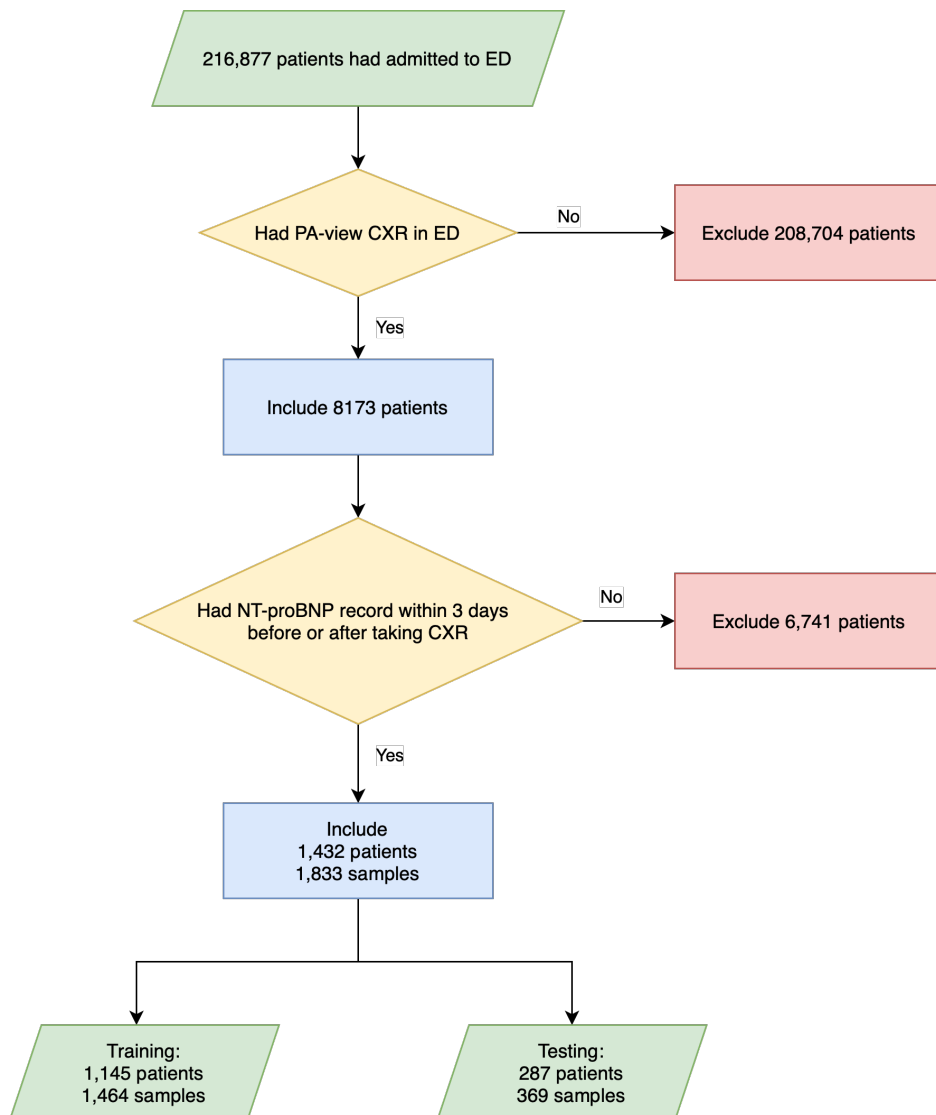 216,877 patients had admitted to ED
Had PA-view CXR in ED
No
Exclude 208,704 patients
Yes
Include 8173 patients
Had NT-proBNP record within 3 days
before or after taking CXR
No
Exclude 6,741 patients
Yes
Include
1,432 patients
1,833 samples
Training:
1,145 patients
1,464 samples
Testing:
287 patients
369 samples